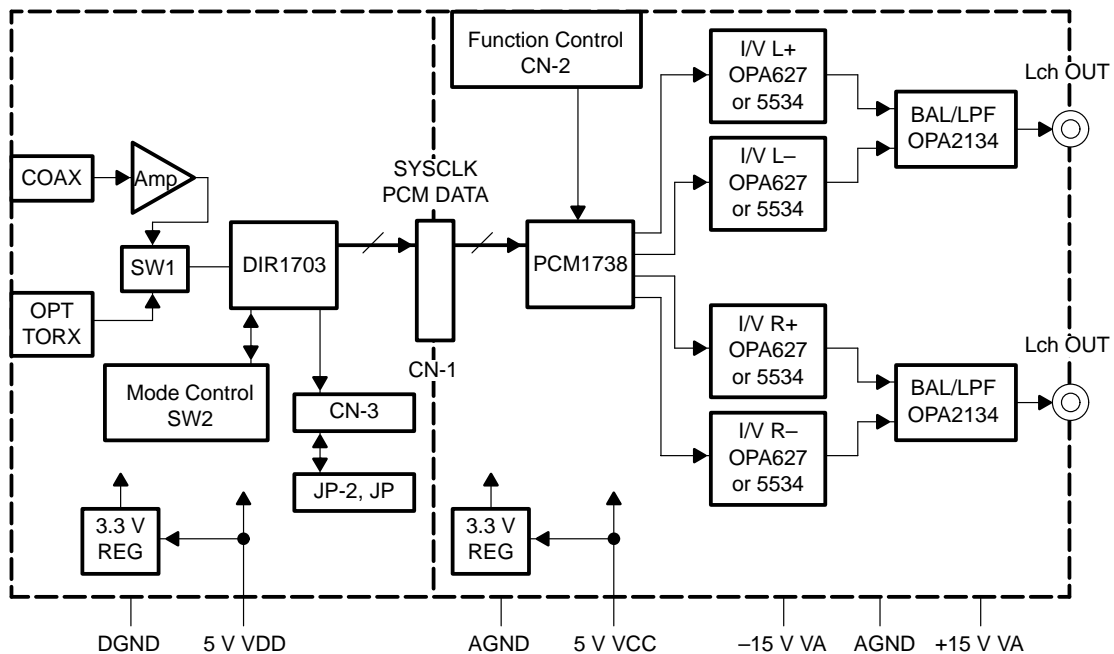 Function Control
CN-2
I/V L+
OPA627
or 5534
Lch OUT
BAL/LPF
OPA2134
I/V L–
OPA627
or 5534
COAX
Amp
SYSCLK
PCM DATA
SW1
DIR1703
PCM1738
OPT
TORX
CN-1
I/V R+
OPA627
or 5534
Lch OUT
BAL/LPF
OPA2134
Mode Control
SW2
CN-3
I/V R–
OPA627
or 5534
JP-2, JP
3.3 V
REG
3.3 V
REG
DGND
5 V VDD
AGND
5 V VCC
–15 V VA
AGND
+15 V VA